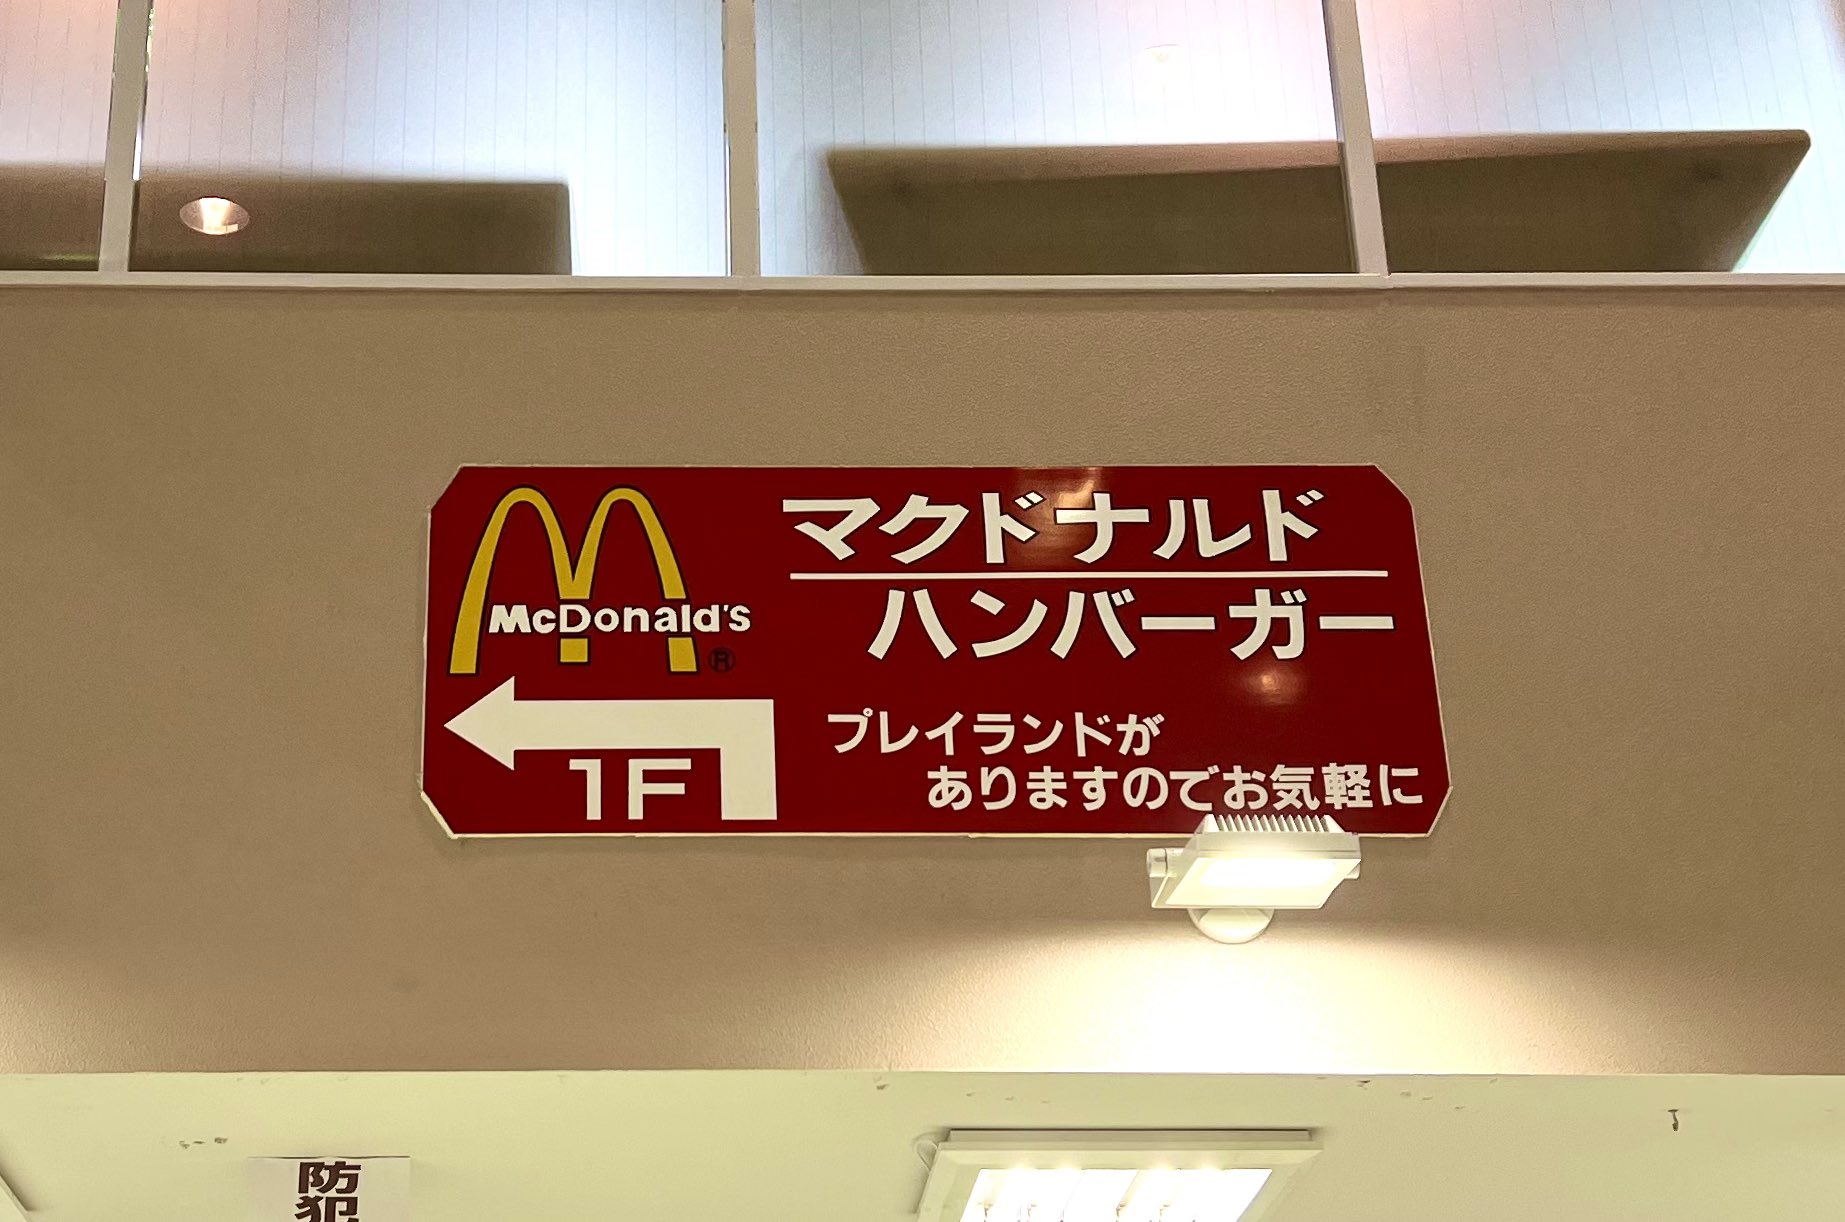 McDonald's
®
マクドナルド
ハンバーガー
1F
プレイランドが
ありますのでお気軽に
防犯